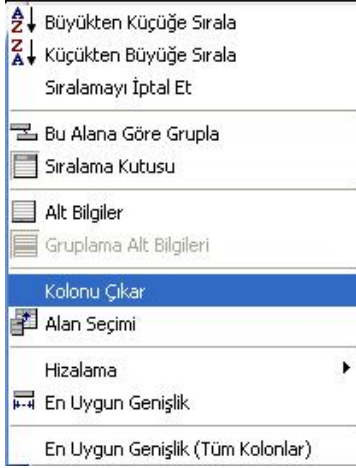 Büyükten Küçüğe Sırala
Küçükten Büyüğe Sırala
Sıralamayı İptal Et
Bu Alana Göre Grupla
Sıralama Kutusu
Alt Bilgiler
Gruplama Alt Bilgileri
Kolonu Çıkar
Alan Seçimi
Hizalama
En Uygun Genişlik
En Uygun Genişlik (Tüm Kolonlar)